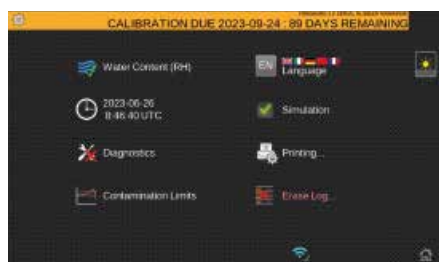 CALIBRATION DUE 2023-09-24 : 89 DAYS REMAINING
Water Content (RH)
EN
Language
2023-06-26
8:46:40 UTC
Simulation
Diagnostics
Printing...
Contamination Limits
Erase Log...